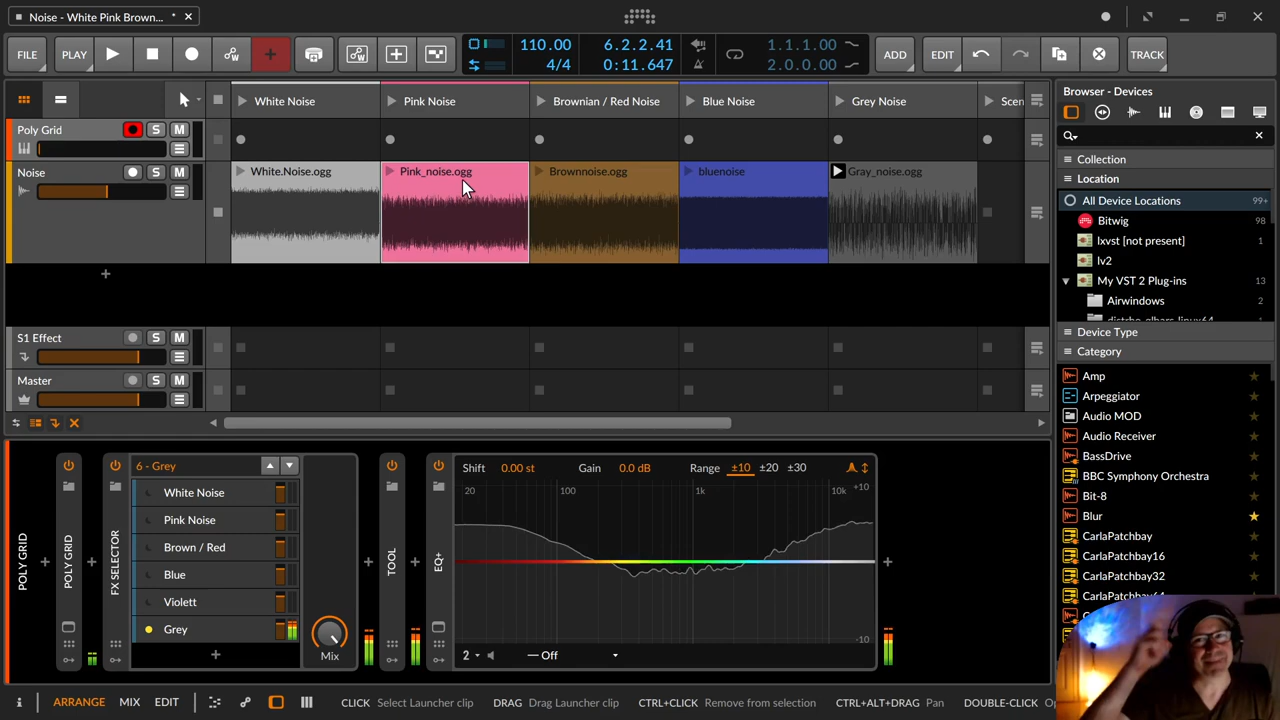 Noise - White Pink Brown... *
FILE PLAY 110.00 4/4 6.2.2.41 0:11.647 1.1.1.00 2.0.0.00 ADD EDIT TRACK
White Noise Pink Noise Brownian / Red Noise Blue Noise Grey Noise Scen
Poly Grid S M
Noise S M
White.Noise.ogg Pink_noise.ogg Brownnoise.ogg bluenoise Gray_noise.ogg
S1 Effect S M
Master S M
Browser - Devices
Collection
Location
All Device Locations 99+
Bitwig 98
lxvst [not present]
lv2
My VST 2 Plug-ins 13
Airwindows 2
distrho_elbars_linux64
Device Type
Category
Amp
Arpeggiator
Audio MOD
Audio Receiver
BassDrive
BBC Symphony Orchestra
Bit-8
Blur
CarlaPatchbay
CarlaPatchbay16
CarlaPatchbay32
CarlaPatchbay64
POLY GRID
POLY GRID
FX SELECTOR
6 - Grey
White Noise
Pink Noise
Brown / Red
Blue
Violett
Grey
Mix
TOOL
EQ+
Shift 0.00 st Gain 0.0 dB Range ±10 ±20 ±30
20 100 1k 10k +10
-10
2 Off
i ARRANGE MIX EDIT CLICK Select Launcher clip DRAG Drag Launcher clip CTRL+CLICK Remove from selection CTRL+ALT+DRAG Pan DOUBLE-CLICK